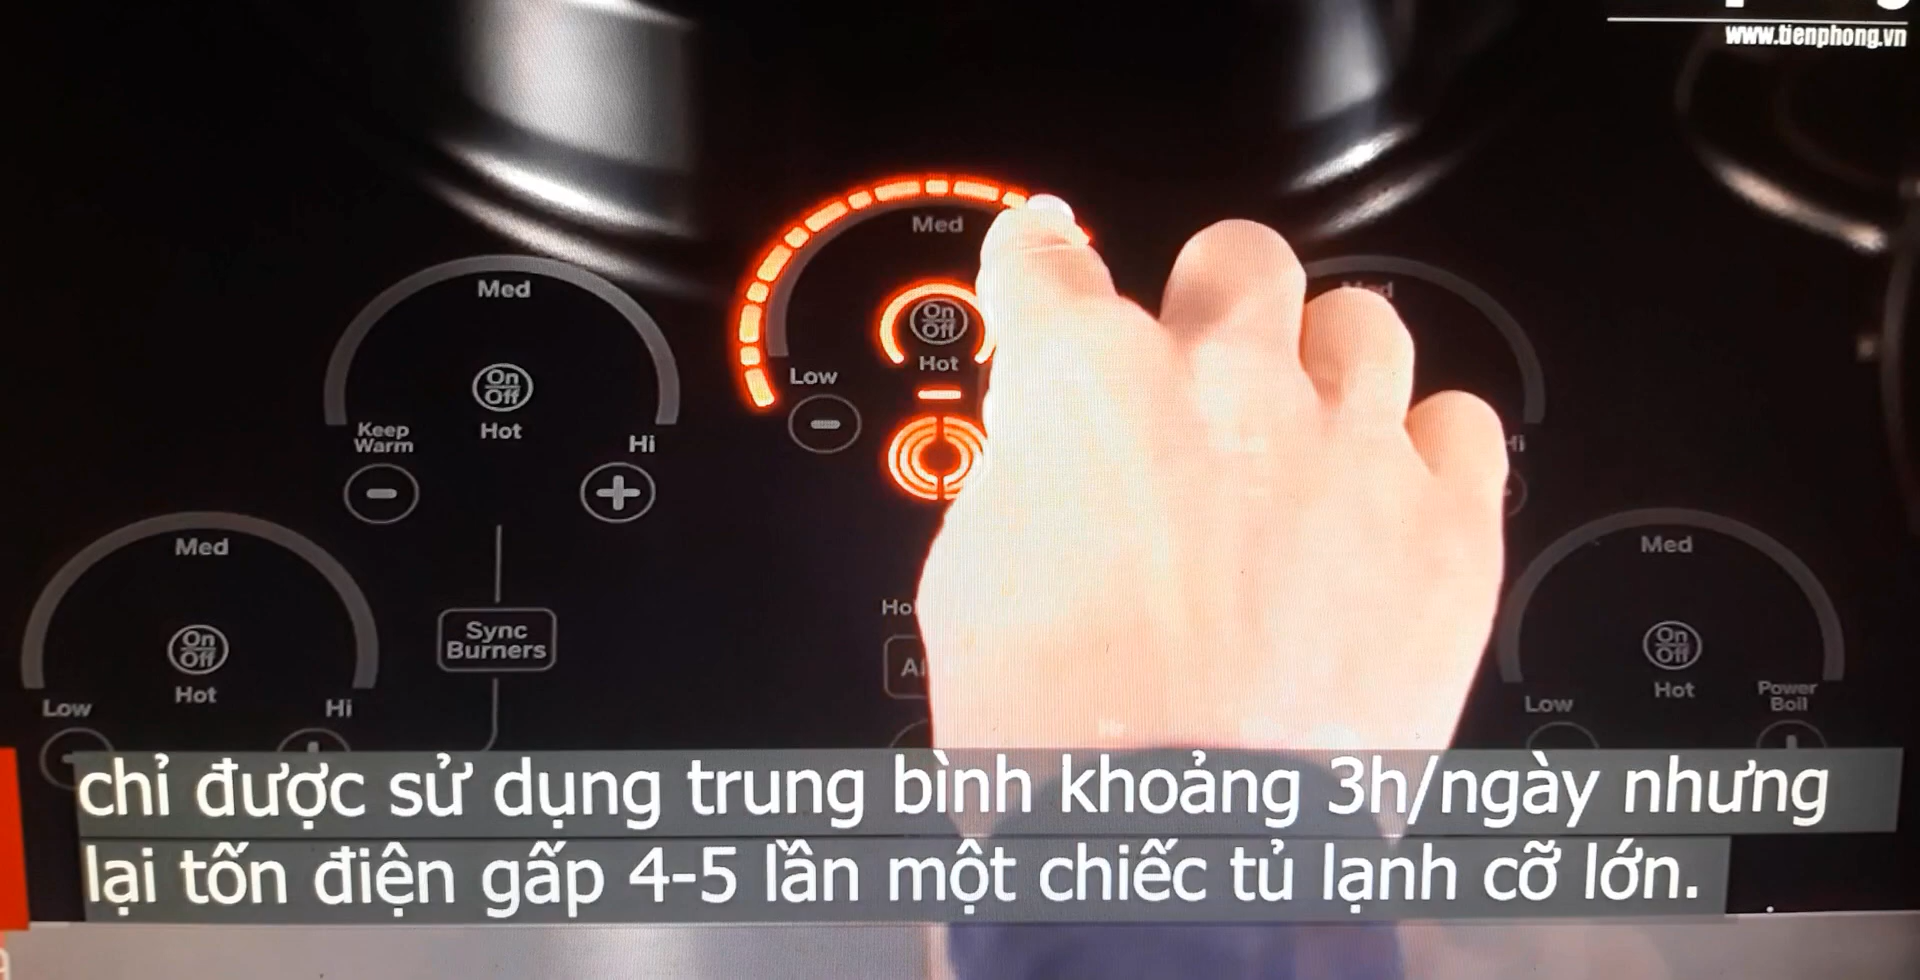 www.tienphong.vn
Med
Med
On
Off
Hot
Low
Med
On
Off
Hot
Keep
Warm
Hi
Med
On
Off
Hot
Low
Hi
Sync
Burners
Med
On
Off
Hot
Low
Power
Boil
chỉ được sử dụng trung bình khoảng 3h/ngày nhưng
lại tốn điện gấp 4-5 lần một chiếc tủ lạnh cỡ lớn.